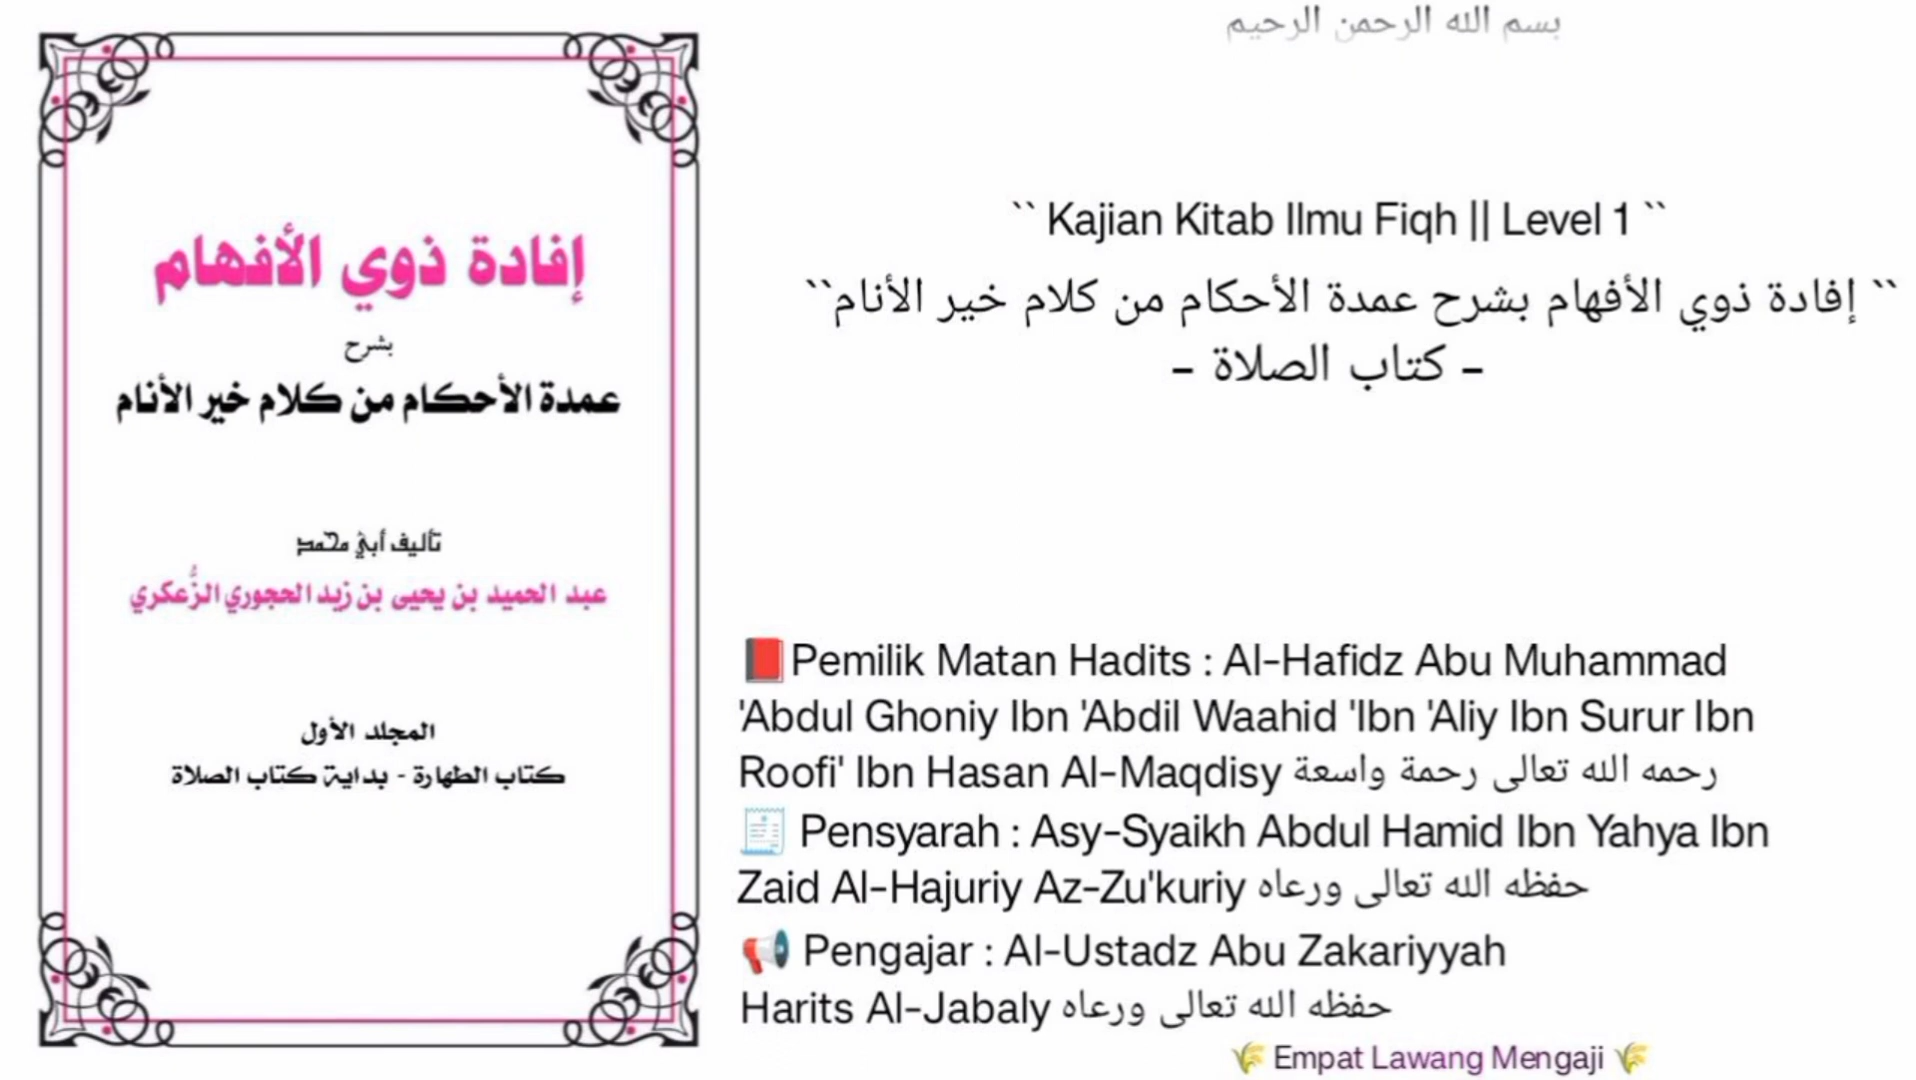 إفادة ذوي الأفهام
بشرح
عمدة الأحكام من كلام خير الأنام
تأليف أبي محمد
عبد الحميد بن يحيى بن زيد الحجوري الزُّعكري
المجلد الأول
كتاب الطهارة - بداية كتاب الصلاة
بسم الله الرحمن الرحيم
`` Kajian Kitab Ilmu Fiqh || Level 1 ``
`` إفادة ذوي الأفهام بشرح عمدة الأحكام من كلام خير الأنام``
- كتاب الصلاة -
📕Pemilik Matan Hadits : Al-Hafidz Abu Muhammad
'Abdul Ghoniy Ibn 'Abdil Waahid 'Ibn 'Aliy Ibn Surur Ibn
Roofi' Ibn Hasan Al-Maqdisy رحمه الله تعالى رحمة واسعة
🧾 Pensyarah : Asy-Syaikh Abdul Hamid Ibn Yahya Ibn
Zaid Al-Hajuriy Az-Zu'kuriy حفظه الله تعالى ورعاه
📢 Pengajar : Al-Ustadz Abu Zakariyyah
Harits Al-Jabaly حفظه الله تعالى ورعاه
🌾 Empat Lawang Mengaji 🌾